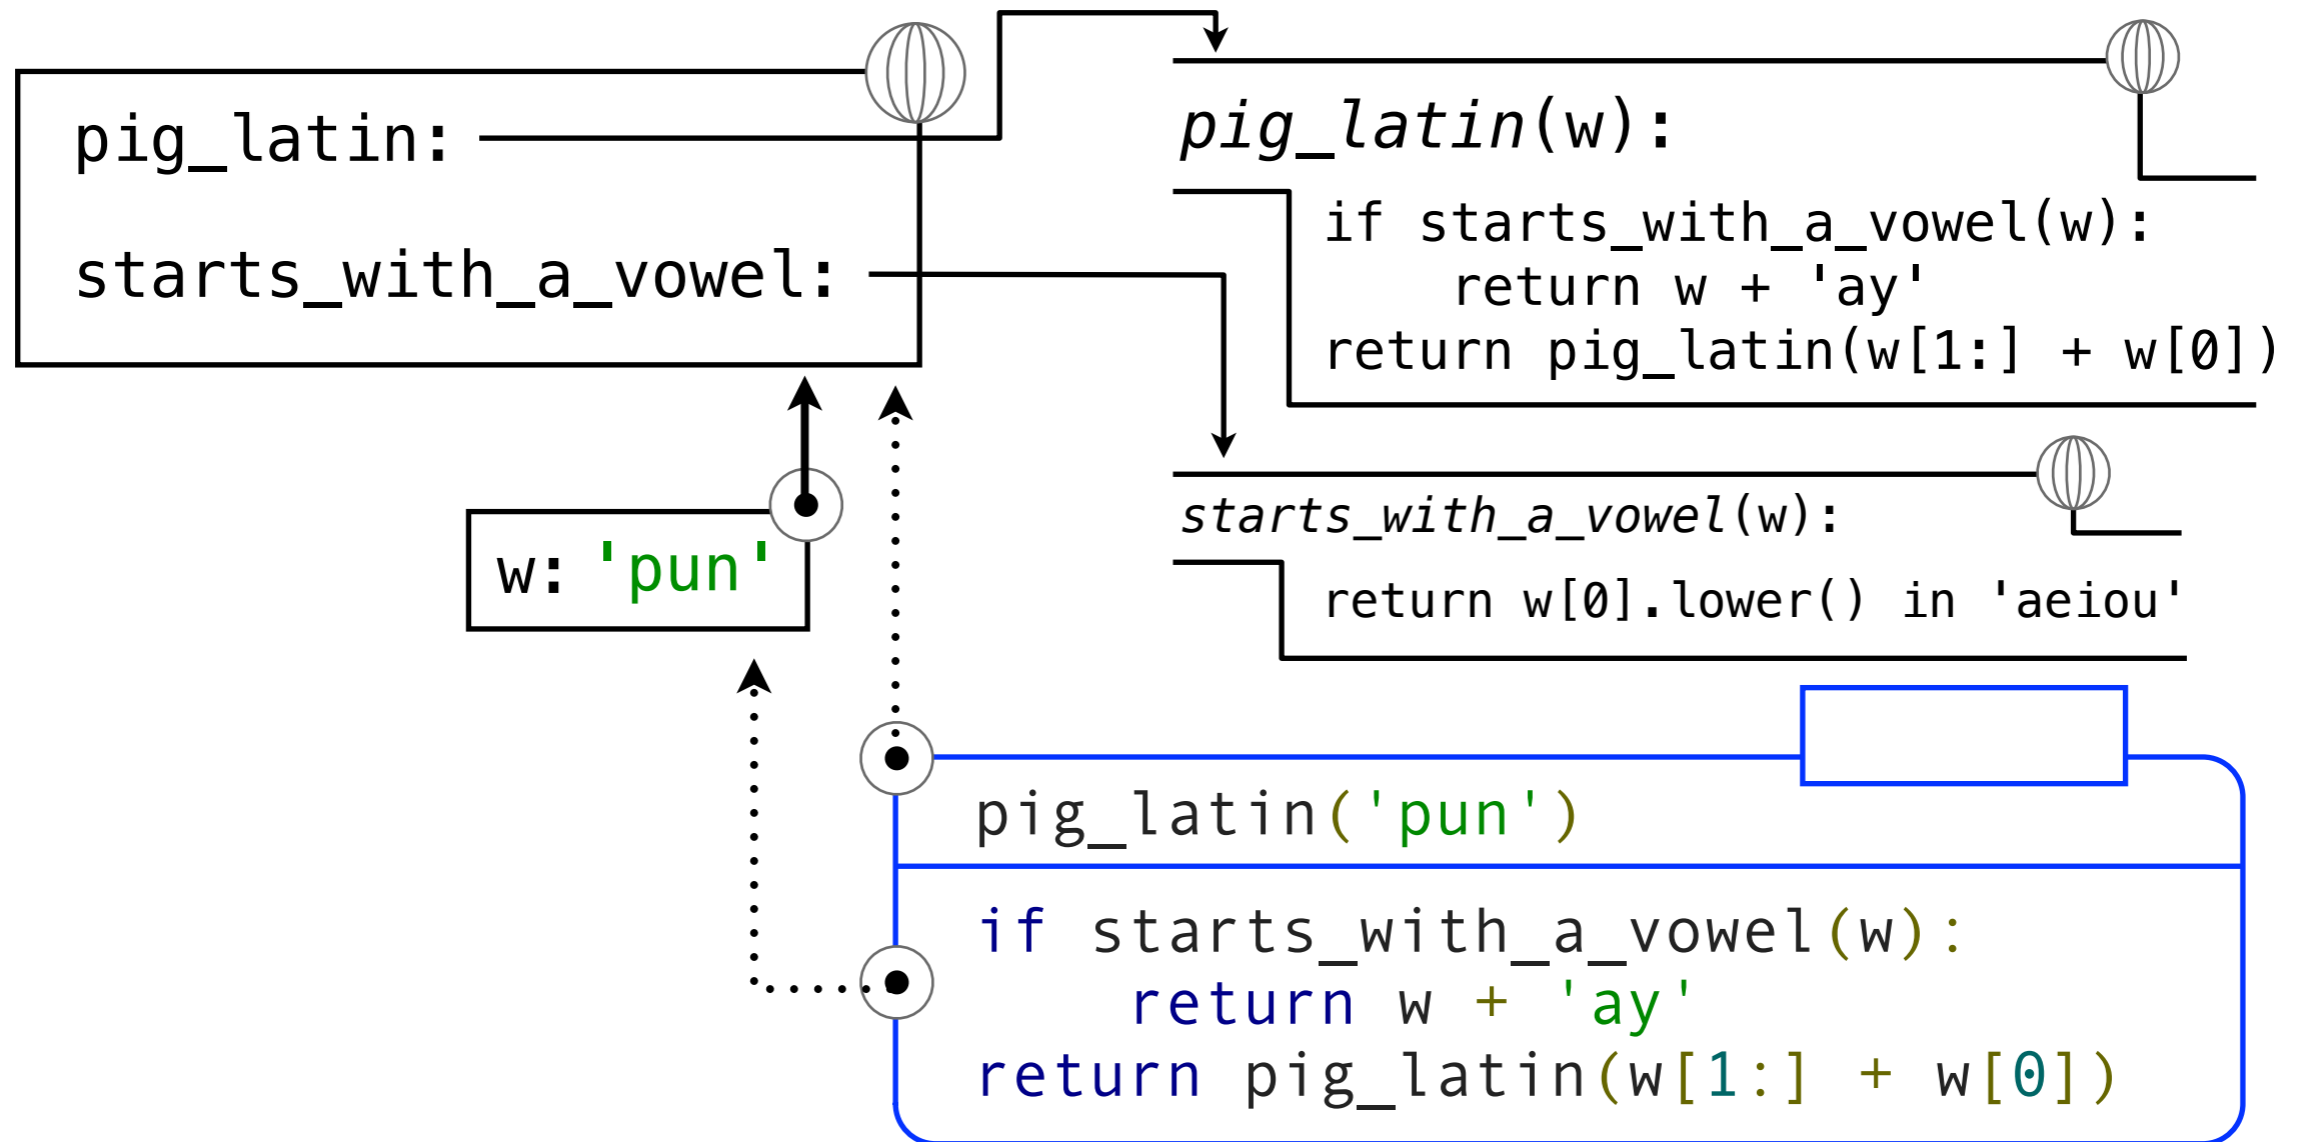 pig_latin:
starts_with_a_vowel:
pig_latin(w):
if starts_with_a_vowel(w):
    return w + 'ay'
return pig_latin(w[1:] + w[0])
starts_with_a_vowel(w):
return w[0].lower() in 'aeiou'
w: 'pun'
pig_latin('pun')
if starts_with_a_vowel(w):
    return w + 'ay'
return pig_latin(w[1:] + w[0])